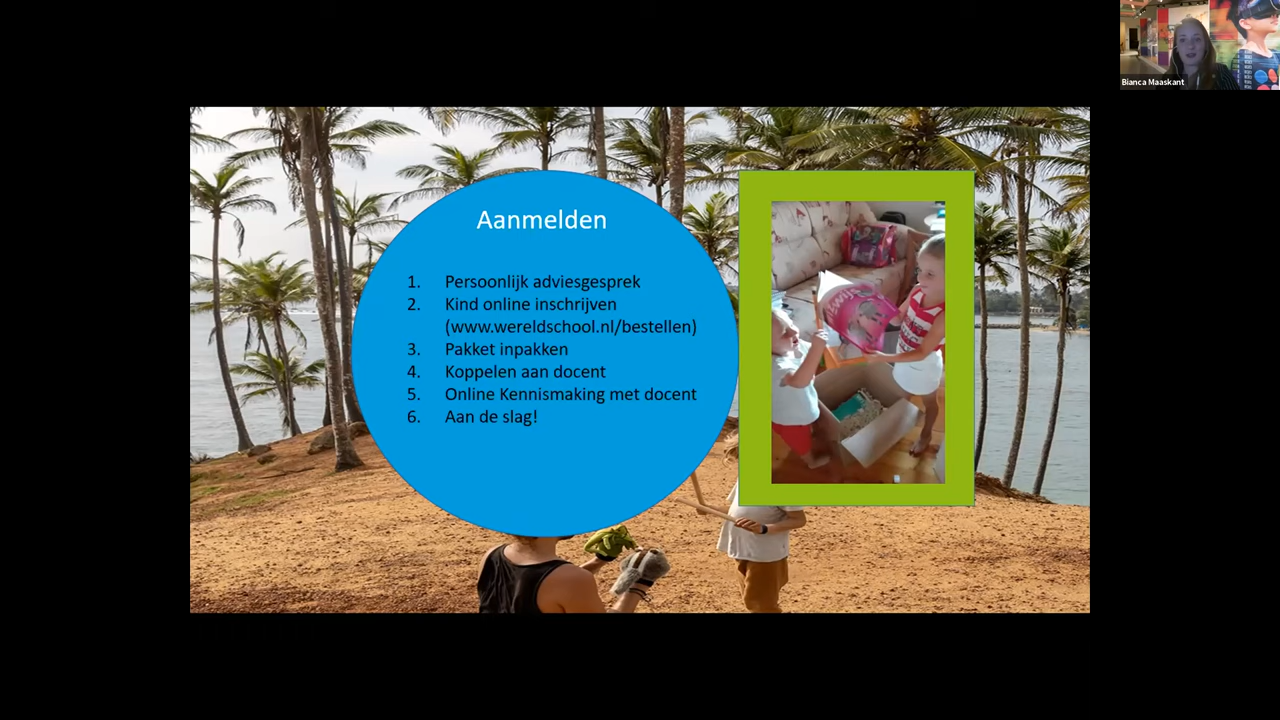 Bianca Maaskant
Aanmelden
1. Persoonlijk adviesgesprek
2. Kind online inschrijven
(www.wereldschool.nl/bestellen)
3. Pakket inpakken
4. Koppelen aan docent
5. Online Kennismaking met docent
6. Aan de slag!